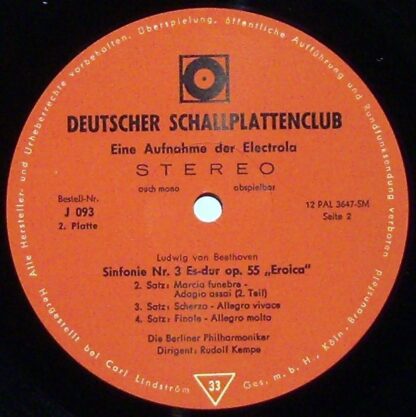 Alle Hersteller- und Urheberrechte vorbehalten. Überspielung, öffentliche Aufführung und Rundfunksendung verboten
DEUTSCHER SCHALLPLATTENCLUB
Eine Aufnahme der Electrola
STEREO
auch mono abspielbar
Bestell-Nr.
J 093
2. Platte
12 PAL 3647-SM
Seite 2
Ludwig van Beethoven
Sinfonie Nr. 3 Es-dur op. 55 „Eroica"
2. Satz: Marcia funebre -
Adagio assai (2. Teil)
3. Satz: Scherzo - Allegro vivace
4. Satz: Finale - Allegro molto
Die Berliner Philharmoniker
Dirigent: Rudolf Kempe
33
Hergestellt bei Carl Lindström Ges. m. b. H., Köln-Braunsfeld